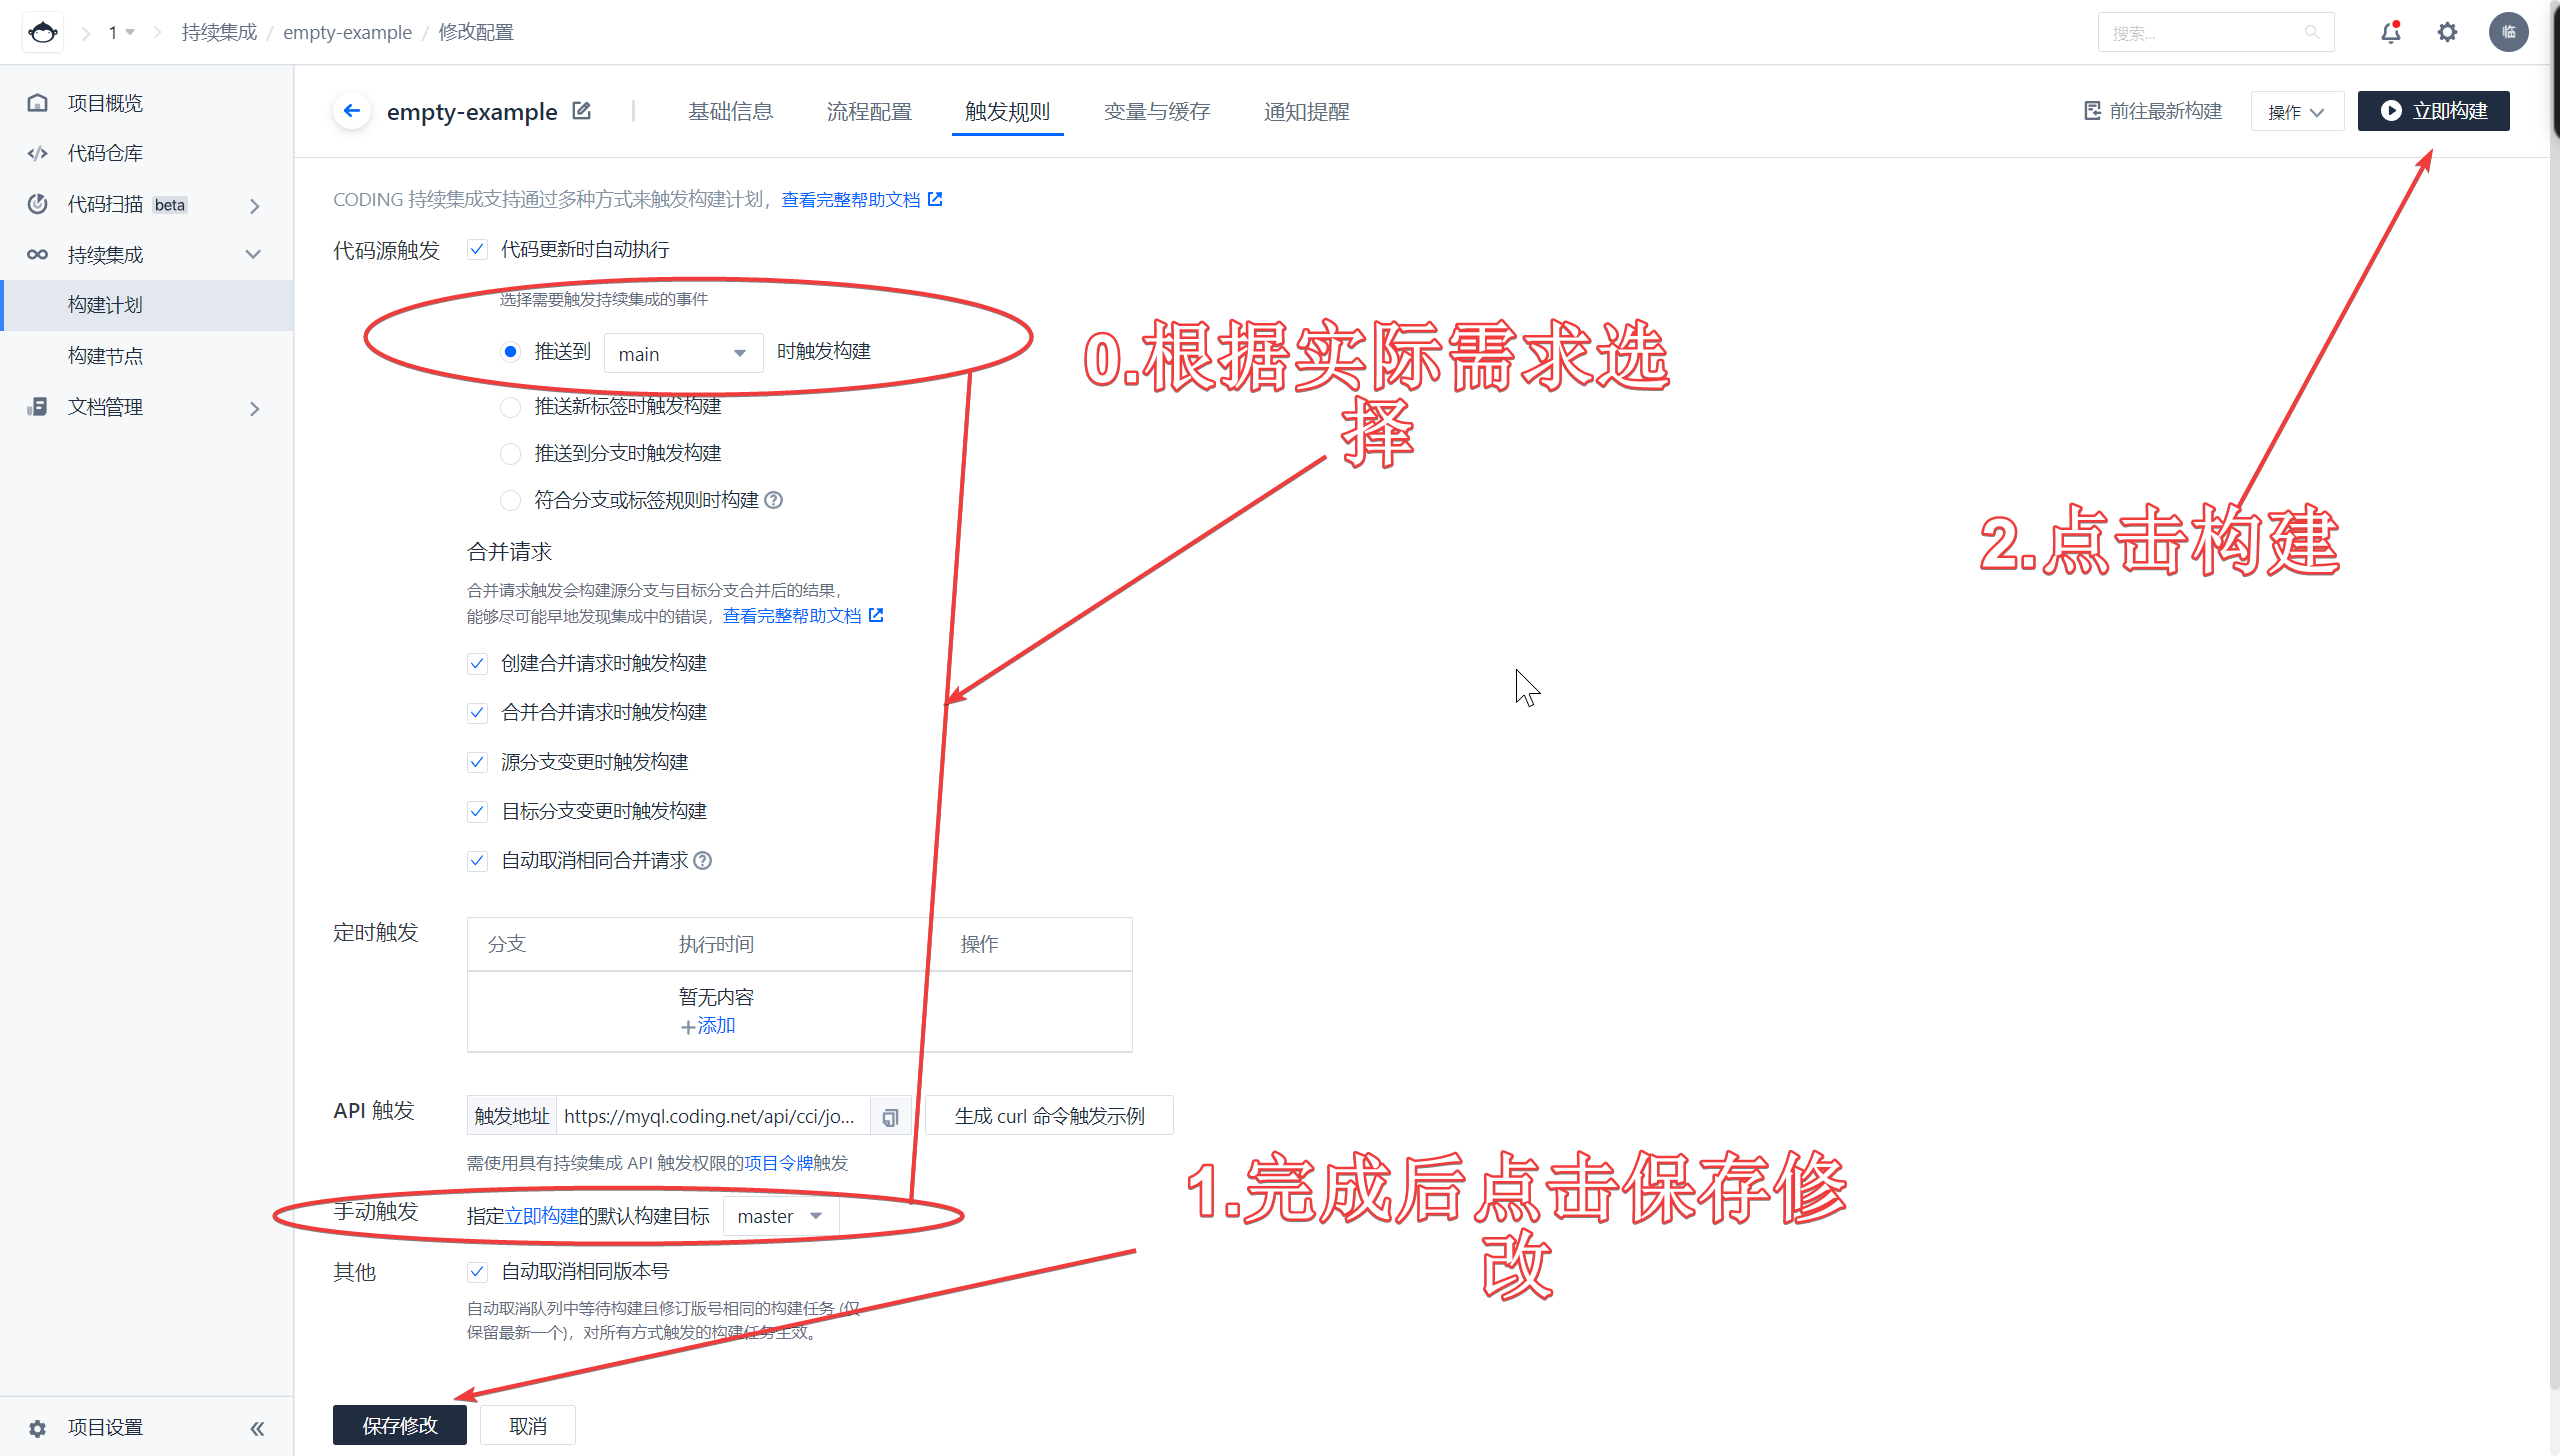 1
持续集成 / empty-example / 修改配置
搜索...
临
项目概览
代码仓库
代码扫描 beta
持续集成
构建计划
构建节点
文档管理
项目设置
empty-example
基础信息
流程配置
触发规则
变量与缓存
通知提醒
前往最新构建
操作
立即构建
CODING 持续集成支持通过多种方式来触发构建计划，查看完整帮助文档
代码源触发
代码更新时自动执行
选择需要触发持续集成的事件
推送到 main 时触发构建
推送新标签时触发构建
推送到分支时触发构建
符合分支或标签规则时构建
合并请求
合并请求触发会构建源分支与目标分支合并后的结果，
能够尽可能早地发现集成中的错误，查看完整帮助文档
创建合并请求时触发构建
合并合并请求时触发构建
源分支变更时触发构建
目标分支变更时触发构建
自动取消相同合并请求
定时触发
分支 执行时间 操作
暂无内容
+添加
API 触发
触发地址 https://myql.coding.net/api/cci/jo...
生成 curl 命令触发示例
需使用具有持续集成 API 触发权限的项目令牌触发
手动触发
指定立即构建的默认构建目标 master
其他
自动取消相同版本号
自动取消队列中等待构建且修订版号相同的构建任务 (仅
保留最新一个)，对所有方式触发的构建任务生效。
保存修改
取消
0.根据实际需求选
择
2.点击构建
1.完成后点击保存修
改